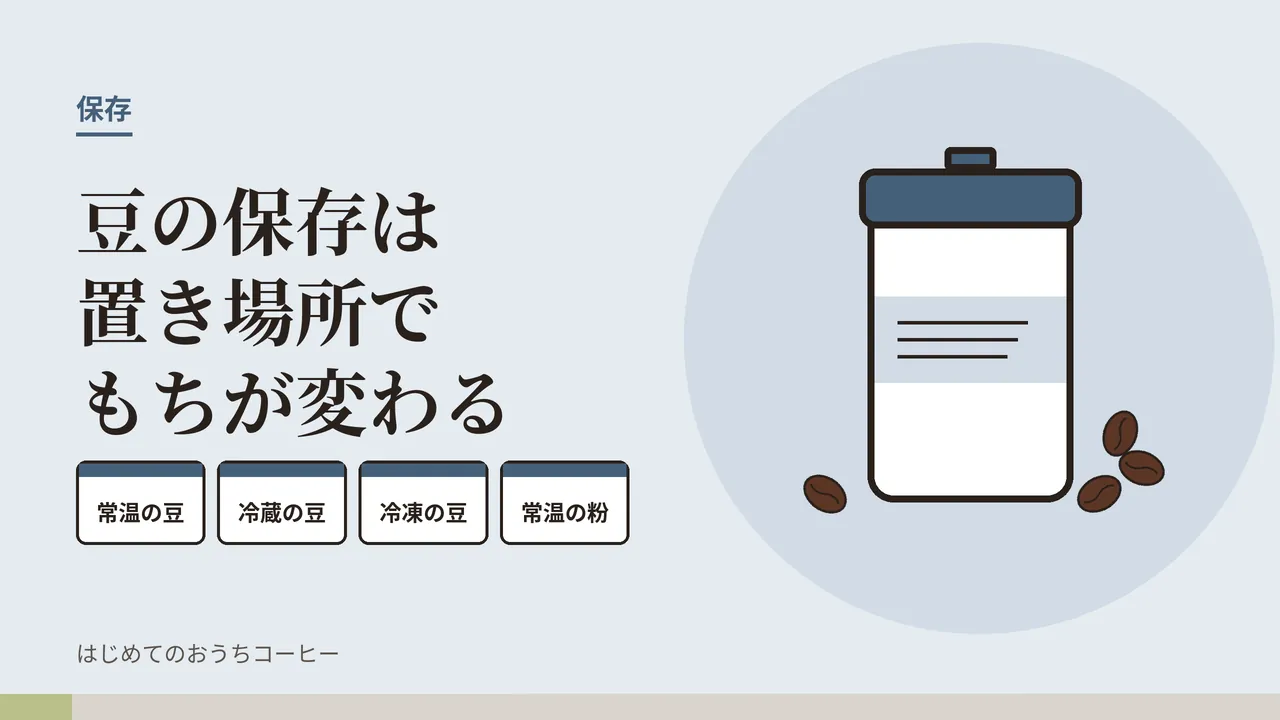 保存
豆の保存は
置き場所で
もちが変わる
常温の豆
冷蔵の豆
冷凍の豆
常温の粉
はじめてのおうちコーヒー